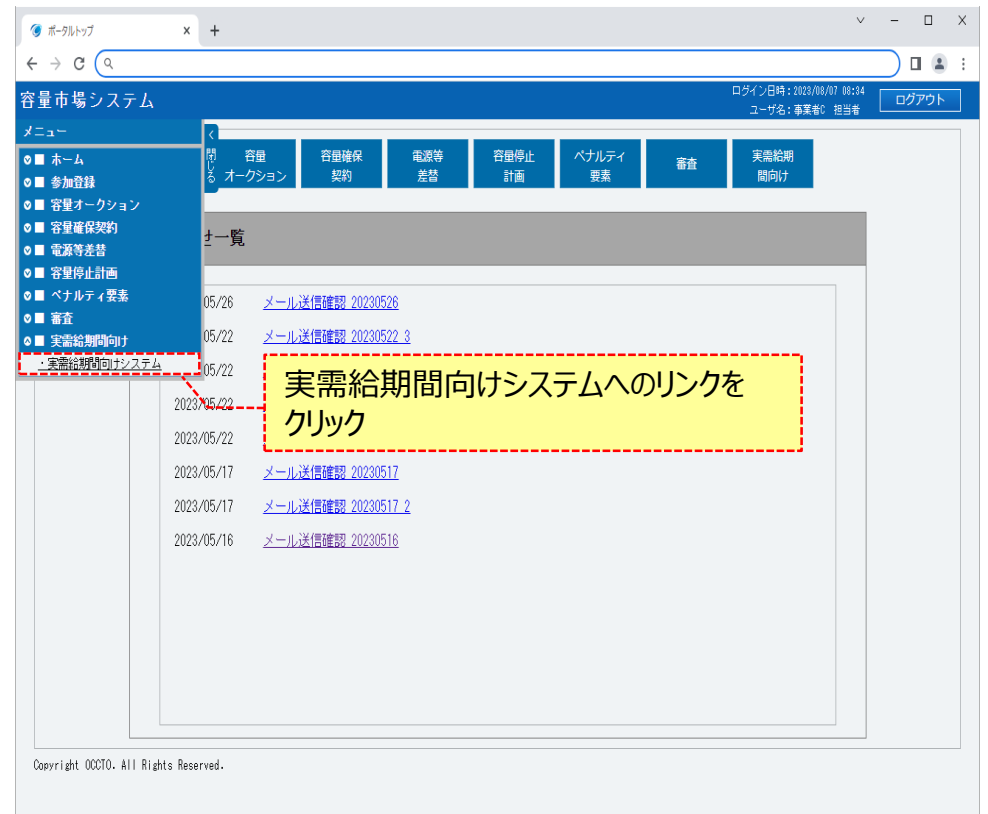 ポータルトップ
容量市場システム
ログイン日時：2023/08/07 08:34
ユーザ名：事業者C 担当者
ログアウト
メニュー
閉じる
ホーム
参加登録
容量オークション
容量確保契約
電源等差替
容量停止計画
ペナルティ要素
審査
実需給期間向け
・実需給期間向けシステム
容量
オークション
容量確保
契約
電源等
差替
容量停止
計画
ペナルティ
要素
審査
実需給期
間向け
せ一覧
05/26 メール送信確認 20230526
05/22 メール送信確認 20230522_3
05/22
2023/05/22
2023/05/22
実需給期間向けシステムへのリンクを
クリック
2023/05/17 メール送信確認 20230517
2023/05/17 メール送信確認 20230517_2
2023/05/16 メール送信確認 20230516
Copyright OCCTO. All Rights Reserved.